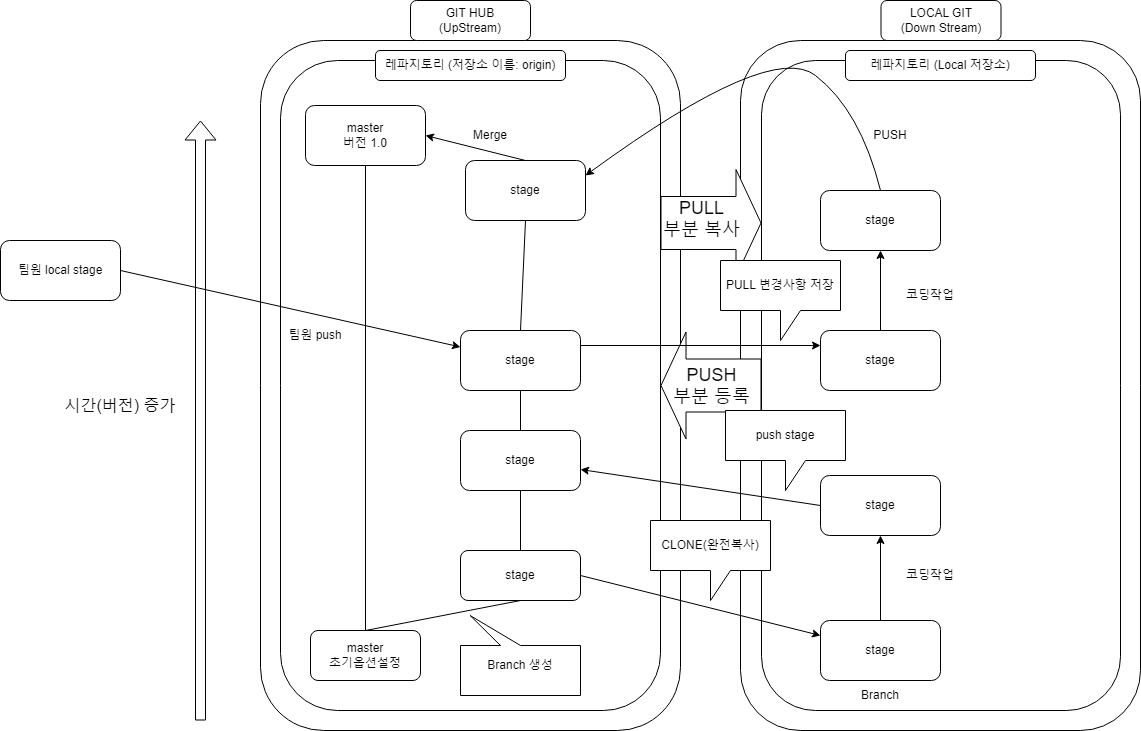 GIT HUB
(UpStream)
LOCAL GIT
(Down Stream)
레파지토리 (저장소 이름: origin)
레파지토리 (Local 저장소)
master
버전 1.0
Merge
stage
PUSH
stage
PULL
부분 복사
팀원 local stage
PULL 변경사항 저장
코딩작업
팀원 push
stage
stage
PUSH
부분 등록
시간(버전) 증가
push stage
stage
stage
CLONE(완전복사)
stage
코딩작업
master
초기옵션설정
Branch 생성
stage
Branch